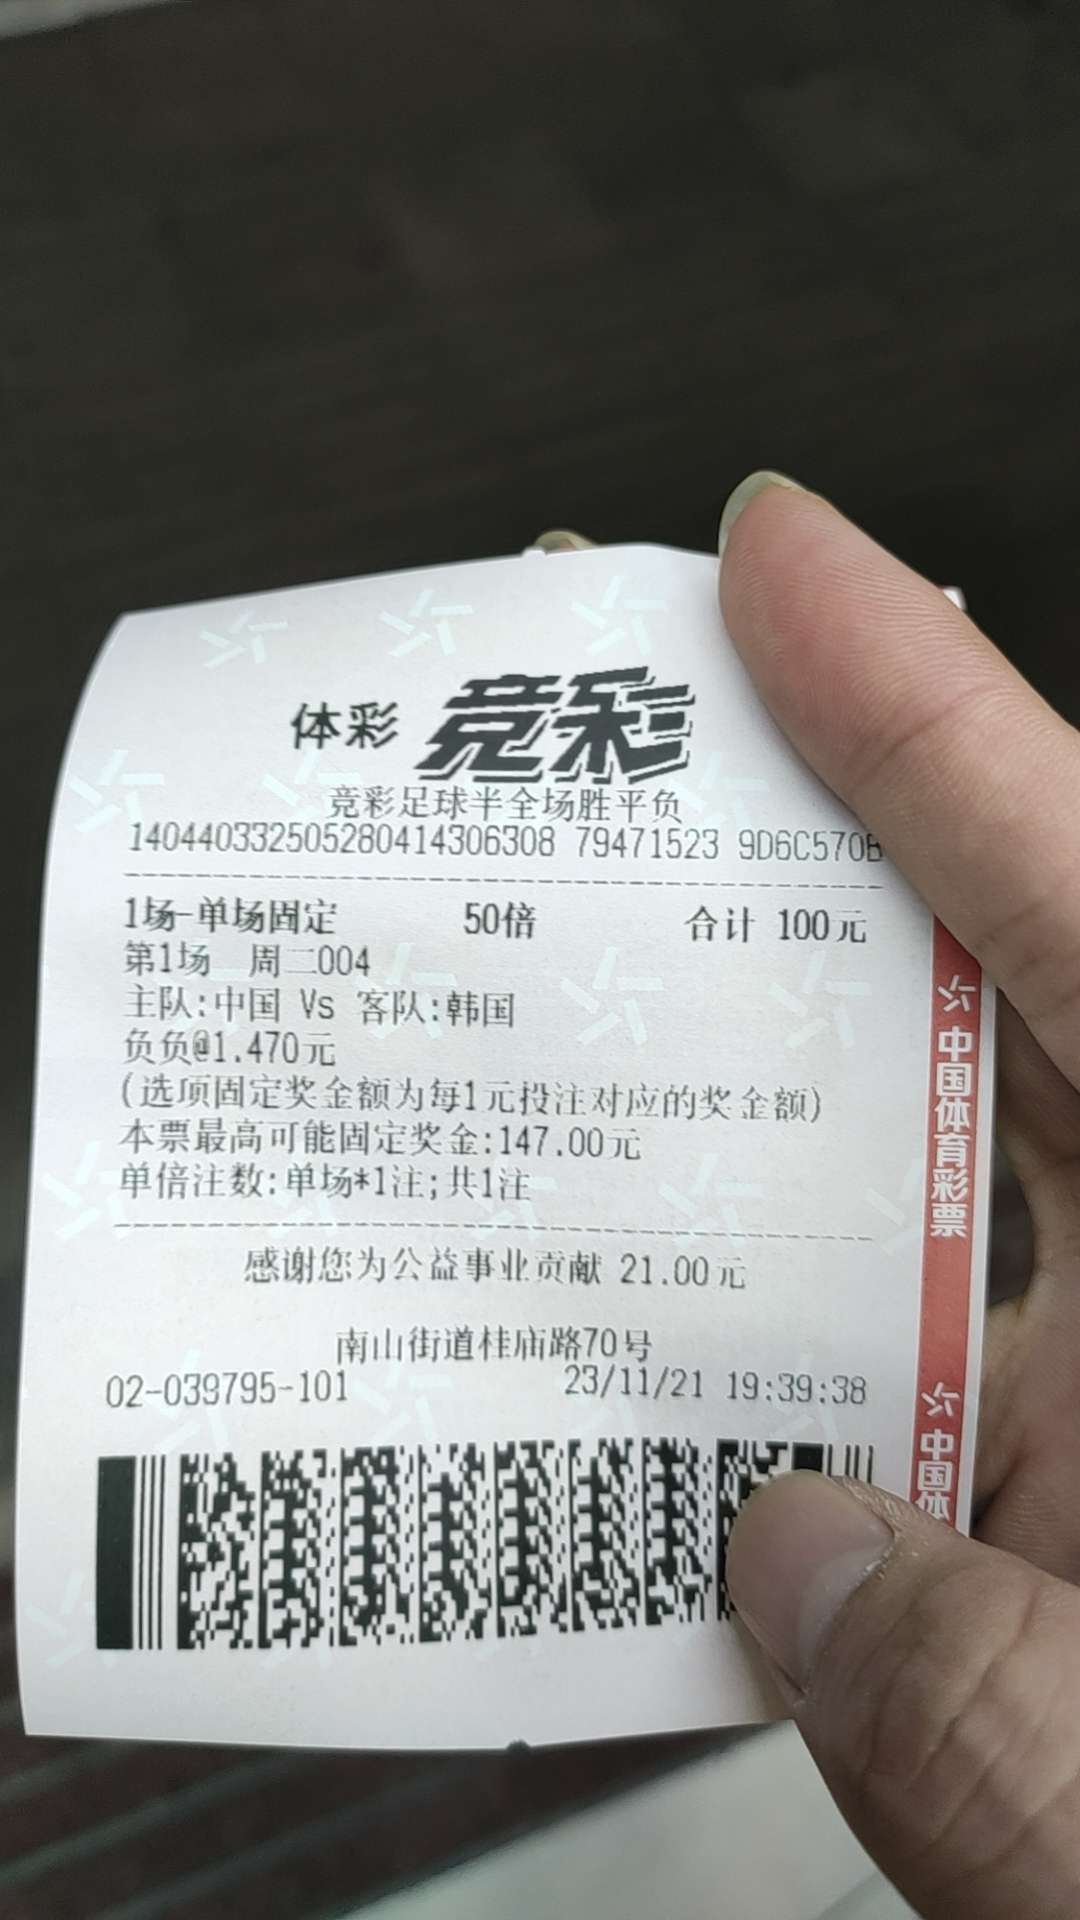 体彩 竞彩
竞彩足球半全场胜平负
140440332505280414306308 79471523 9D6C570B
1场-单场固定 50倍 合计 100元
第1场 周二004
主队:中国 Vs 客队:韩国
负负@1.470元
(选项固定奖金额为每1元投注对应的奖金额)
本票最高可能固定奖金:147.00元
单倍注数:单场*1注;共1注
感谢您为公益事业贡献 21.00元
南山街道桂庙路70号
02-039795-101 23/11/21 19:39:38
中国体育彩票
中国体